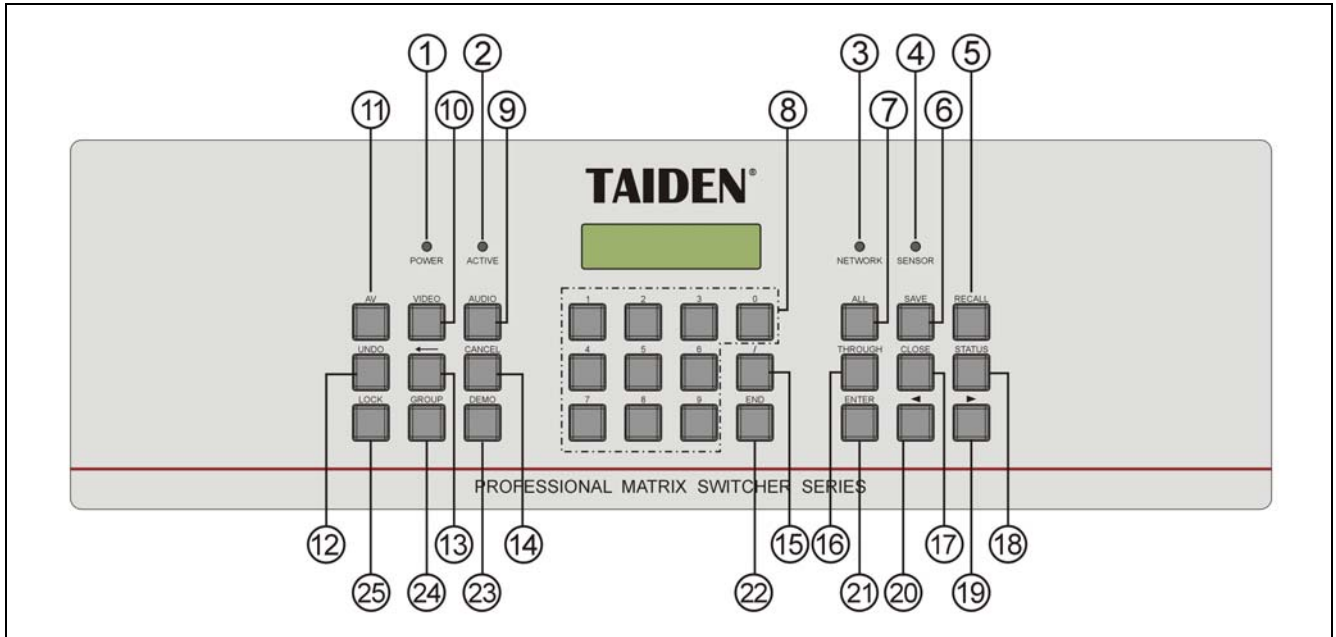 1 2 3 4 5
11 10 9 8 7 6
TAIDEN®
POWER ACTIVE NETWORK SENSOR
AV VIDEO AUDIO 1 2 3 0 ALL SAVE RECALL
UNDO ← CANCEL 4 5 6 / THROUGH CLOSE STATUS
LOCK GROUP DEMO 7 8 9 END ENTER ◄ ►
PROFESSIONAL MATRIX SWITCHER SERIES
12 13 14 15 16 17 18
25 24 23 22 21 20 19